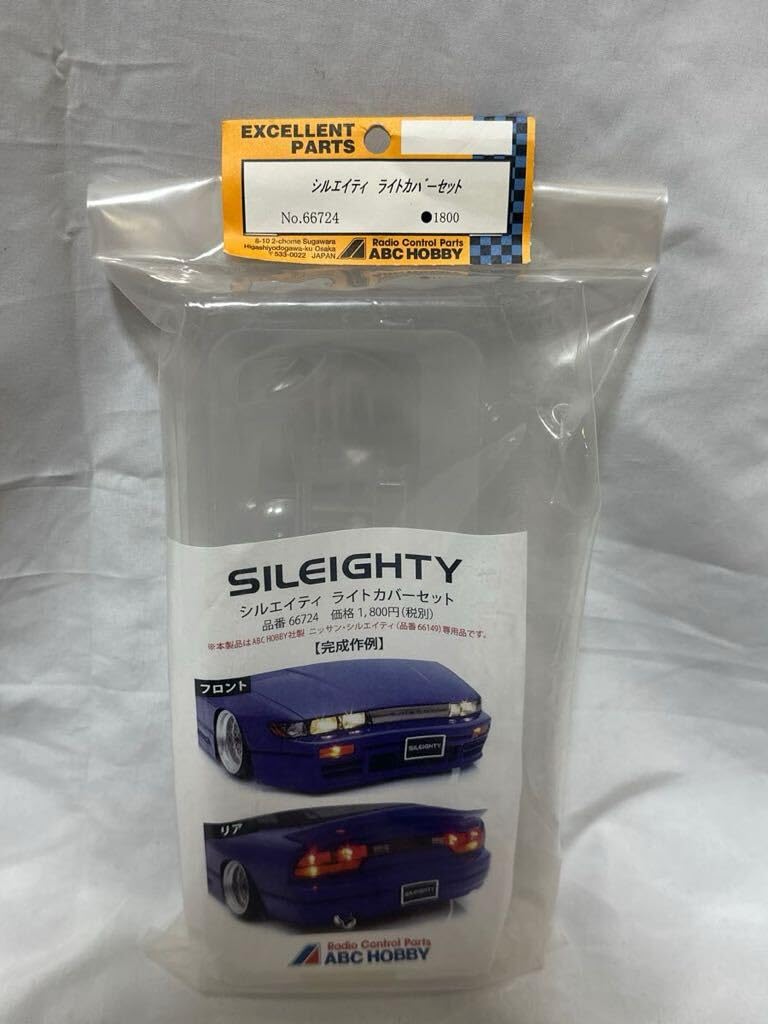 EXCELLENT
PARTS
シルエイティ ライトカバーセット
No.66724 ●1800
8-10 2-chome Sugawara
Higashiyodogawa-ku Osaka
〒533-0022 JAPAN
Radio Control Parts
ABC HOBBY
SILEIGHTY
シルエイティ ライトカバーセット
品番 66724 価格 1,800円(税別)
※本製品はABC HOBBY社製 ニッサン・シルエイティ(品番 66149)専用品です。
【完成作例】
フロント
SILEIGHTY
リア
SILEIGHTY
Radio Control Parts
ABC HOBBY